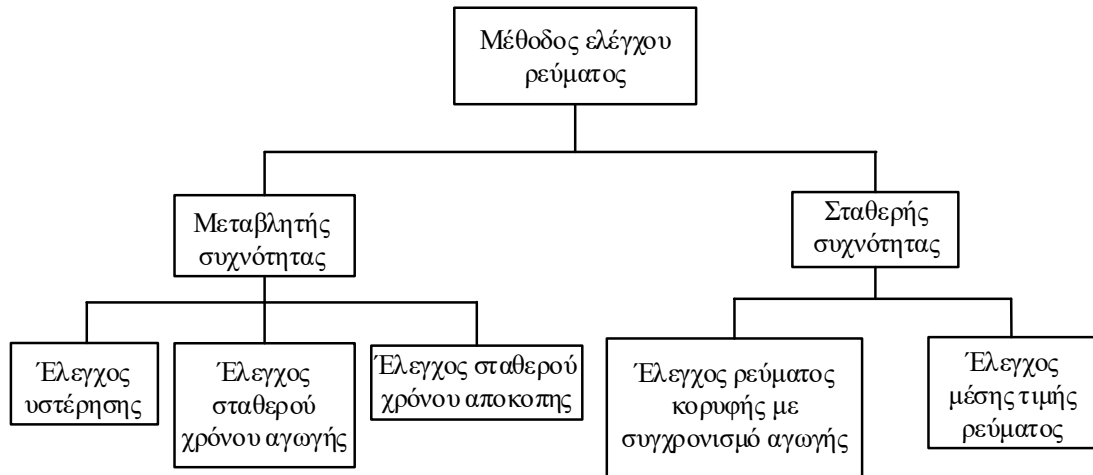 Μέθοδος ελέγχου
ρεύματος
Μεταβλητής
συχνότητας
Σταθερής
συχνότητας
Έλεγχος
υστέρησης
Έλεγχος
σταθερού
χρόνου αγωγής
Έλεγχος σταθερού
χρόνου αποκοπης
Έλεγχος ρεύματος
κορυφής με
συγχρονισμό αγωγής
Έλεγχος
μέσης τιμής
ρεύματος